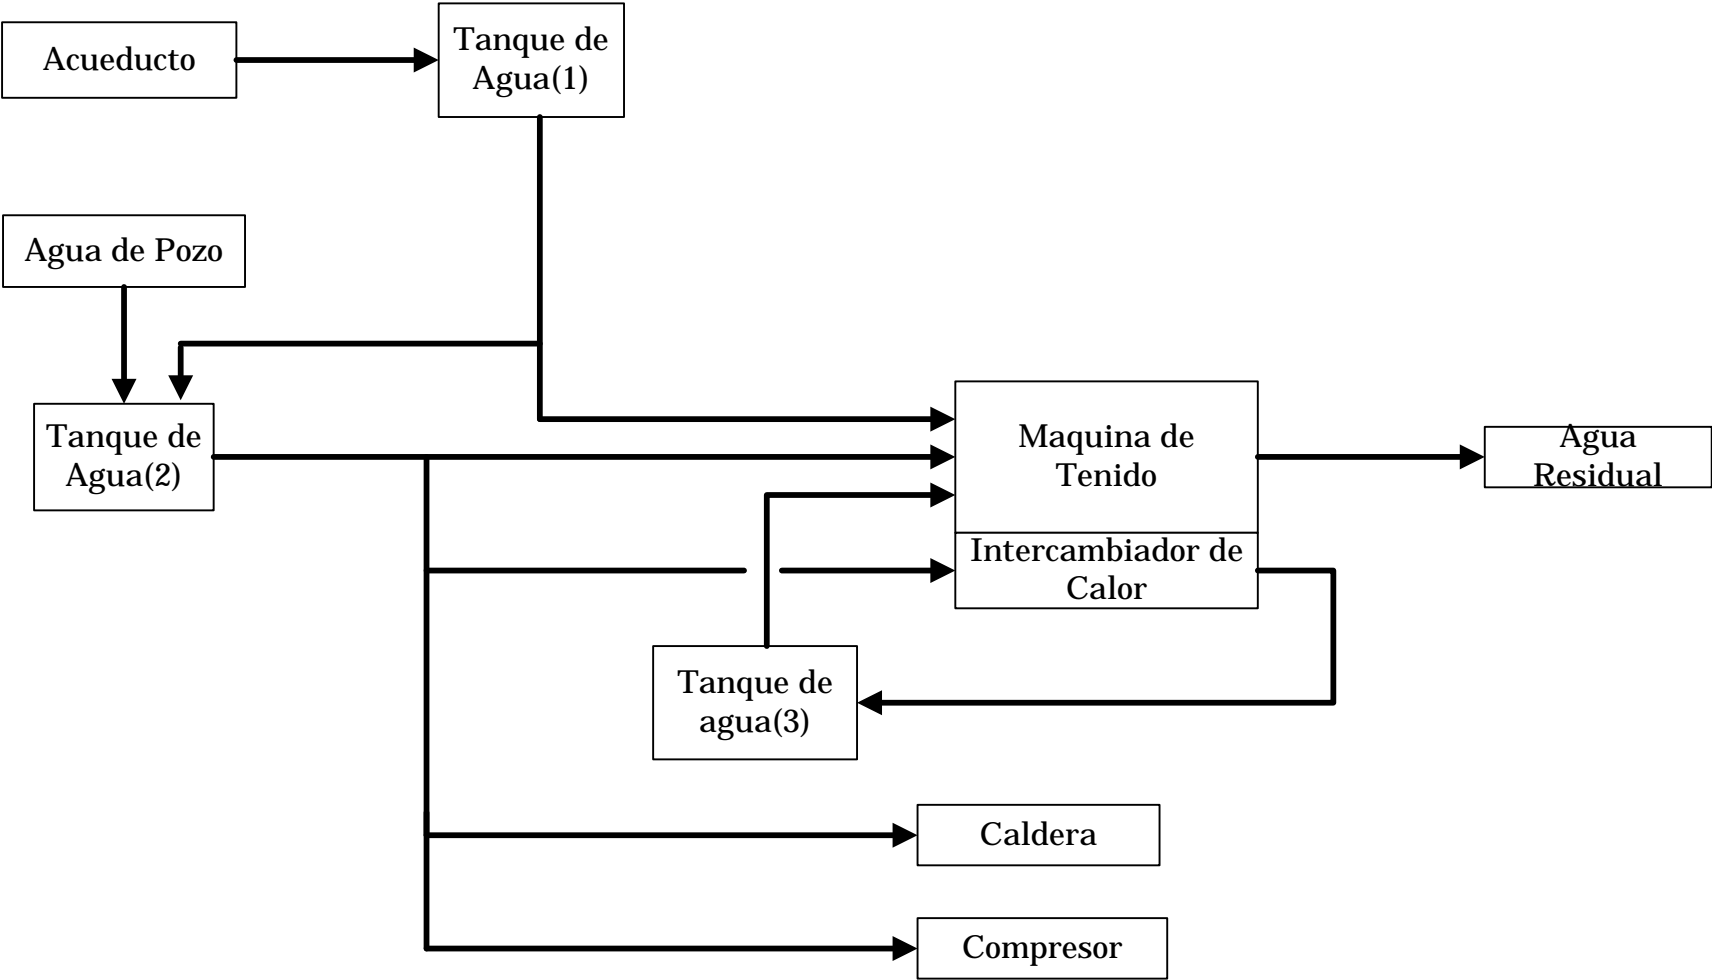 Acueducto
Tanque de
Agua(1)
Agua de Pozo
Tanque de
Agua(2)
Maquina de
Tenido
Agua
Residual
Intercambiador de
Calor
Tanque de
agua(3)
Caldera
Compresor